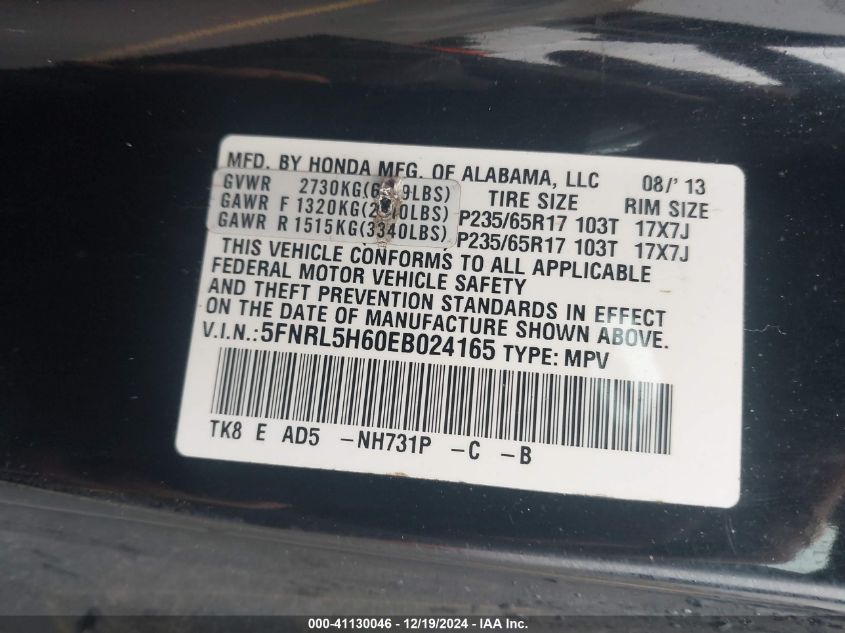 MFD. BY HONDA MFG. OF ALABAMA, LLC 08/'13
GVWR TIRE SIZE RIM SIZE
GAWR F 1320KG P235/65R17 103T 17X7J
GAWR R 1515KG(3340LBS) P235/65R17 103T 17X7J
THIS VEHICLE CONFORMS TO ALL APPLICABLE
FEDERAL MOTOR VEHICLE SAFETY
AND THEFT PREVENTION STANDARDS IN EFFECT
ON THE DATE OF MANUFACTURE SHOWN ABOVE.
V.I.N.: 5FNRL5H60EB024165 TYPE: MPV
TK8 E AD5 -NH731P -C -B
000-41130046 - 12/19/2024 - IAA Inc.